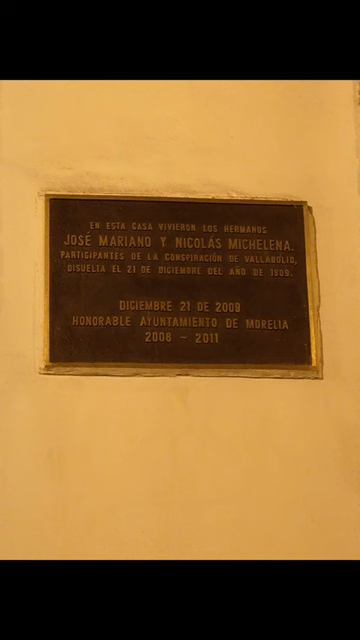 EN ESTA CASA VIVIERON LOS HERMANOS
JOSÉ MARIANO Y NICOLÁS MICHELENA.
PARTICIPANTES DE LA CONSPIRACIÓN DE VALLADOLID,
DISUELTA EL 21 DE DICIEMBRE DEL AÑO DE 1809.
DICIEMBRE 21 DE 2009
HONORABLE AYUNTAMIENTO DE MORELIA
2008 - 2011